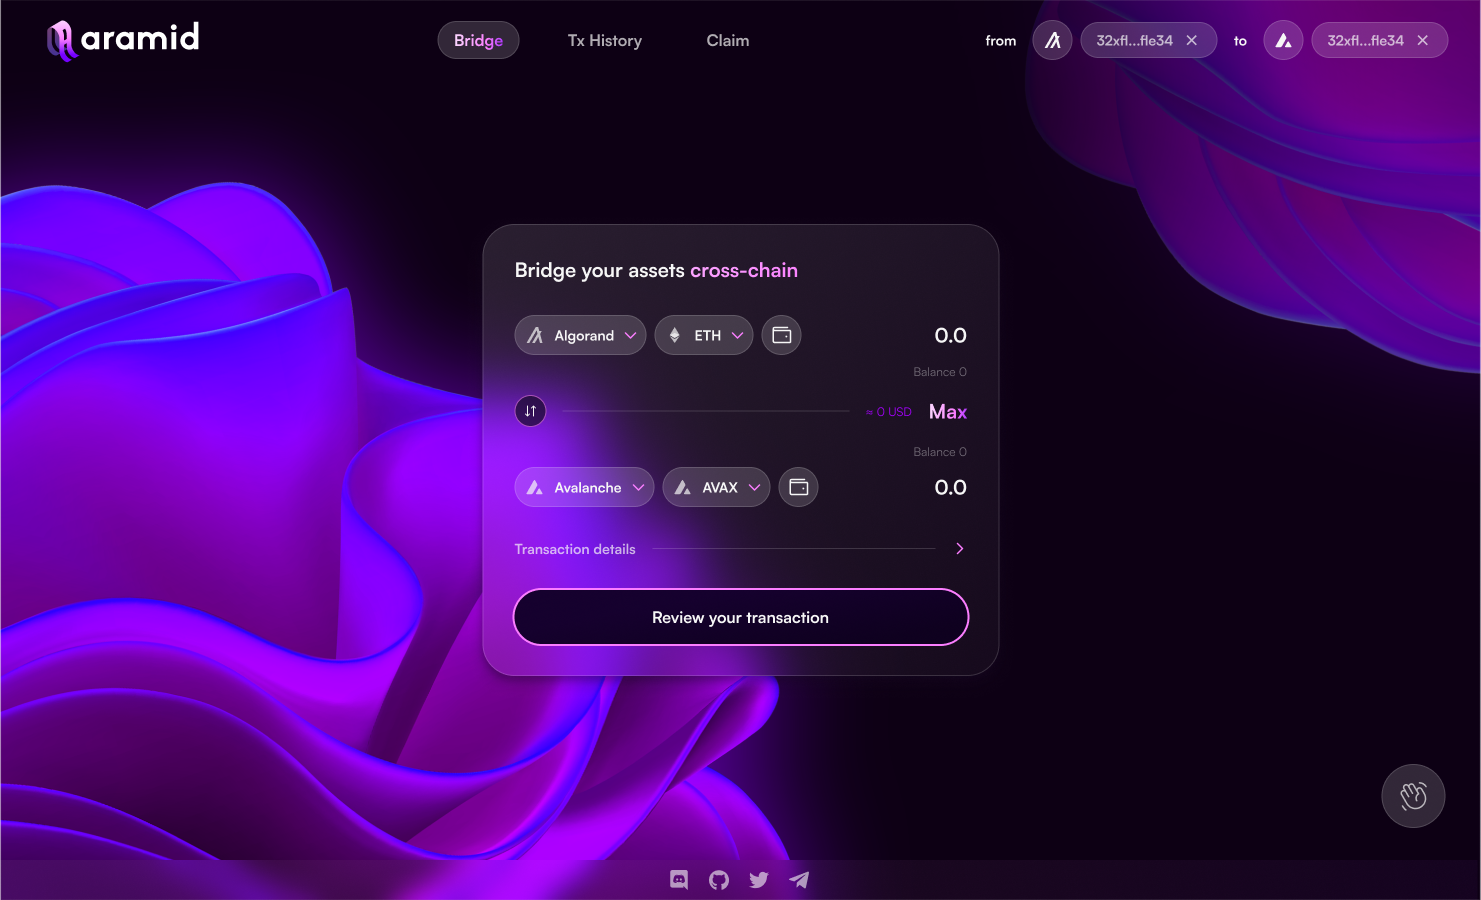 aramid
Bridge Tx History Claim
from 32xfl...fle34 to 32xfl...fle34
Bridge your assets cross-chain
Algorand ETH 0.0
Balance 0
≈ 0 USD Max
Balance 0
Avalanche AVAX 0.0
Transaction details
Review your transaction